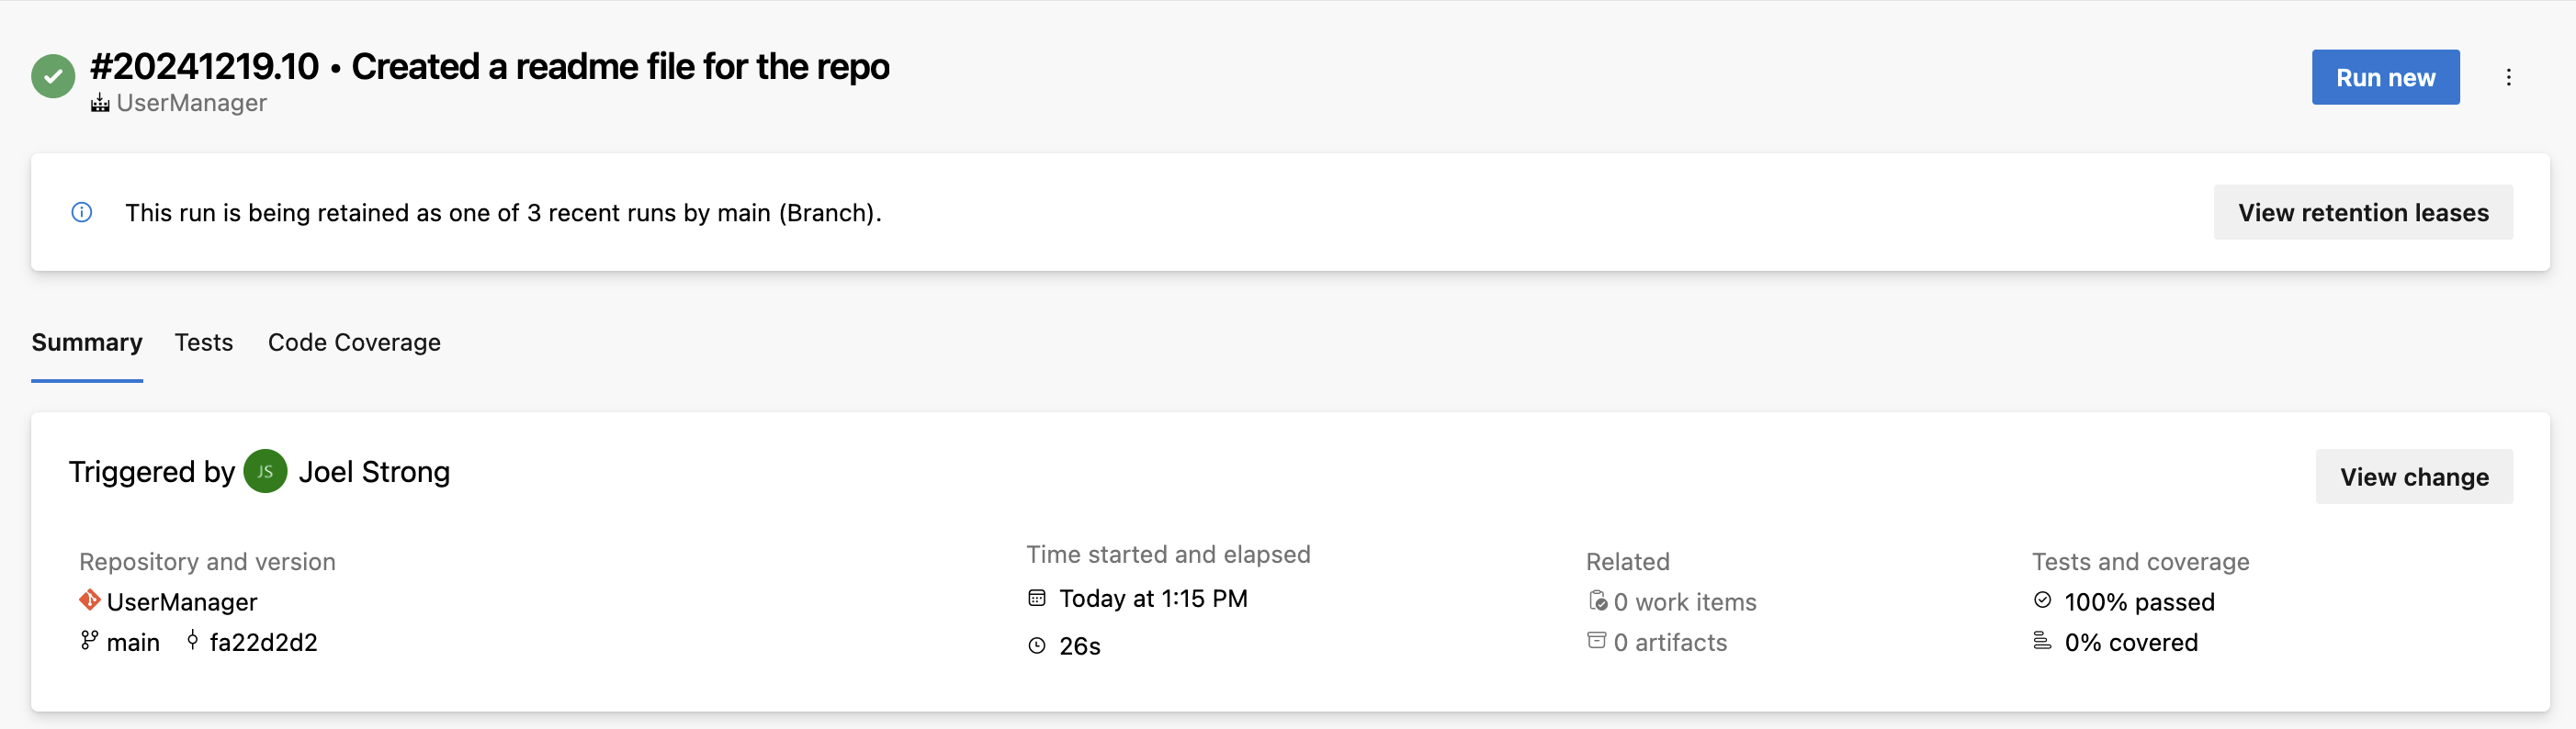 #20241219.10 • Created a readme file for the repo
UserManager
Run new
This run is being retained as one of 3 recent runs by main (Branch).
View retention leases
Summary Tests Code Coverage
Triggered by JS Joel Strong
View change
Repository and version
UserManager
main fa22d2d2
Time started and elapsed
Today at 1:15 PM
26s
Related
0 work items
0 artifacts
Tests and coverage
100% passed
0% covered